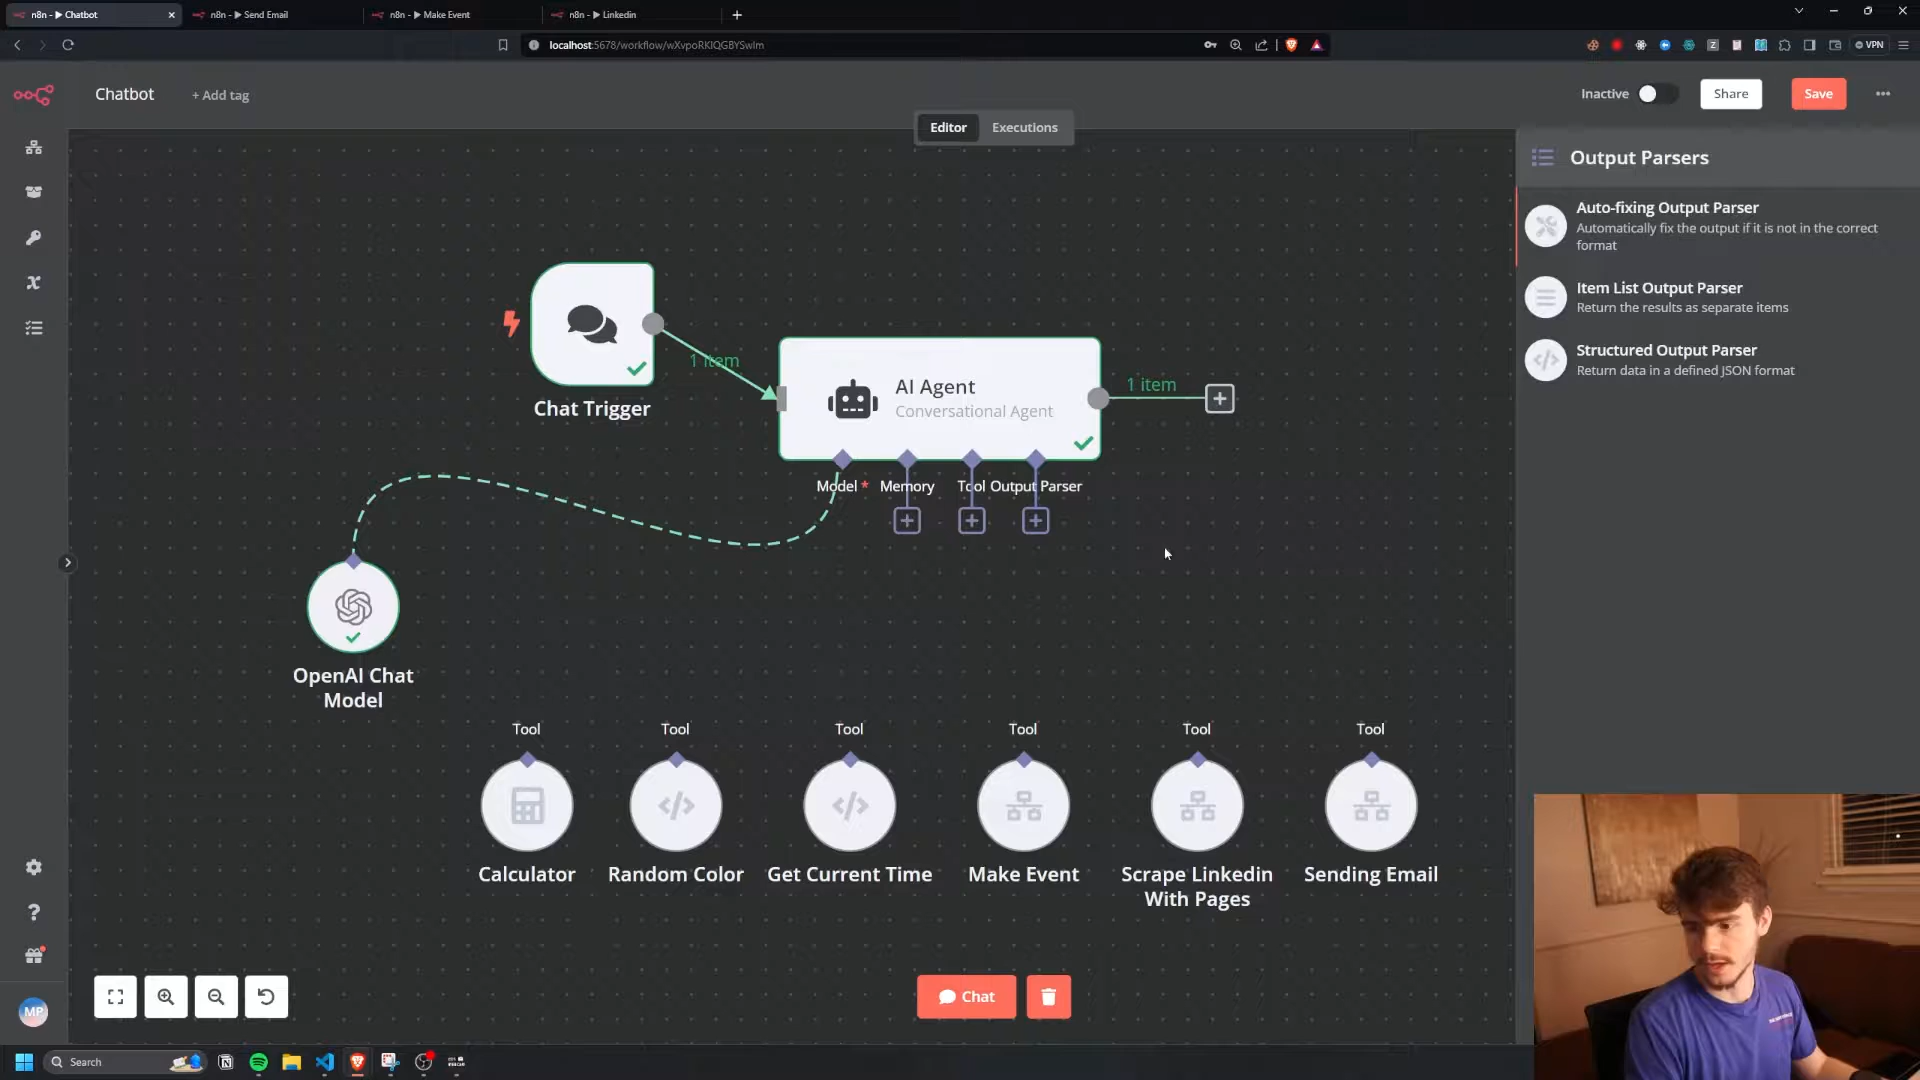 n8n - ▶ Chatbot
n8n - ▶ Send Email
n8n - ▶ Make Event
n8n - ▶ Linkedin
localhost:5678/workflow/wXvpoRKIQGBYSwIm
VPN
Chatbot
+ Add tag
Inactive
Share
Save
Editor
Executions
Output Parsers
Auto-fixing Output Parser
Automatically fix the output if it is not in the correct
format
Item List Output Parser
Return the results as separate items
Structured Output Parser
Return data in a defined JSON format
1 item
Chat Trigger
AI Agent
Conversational Agent
1 item
Model *
Memory
Tool
Output Parser
OpenAI Chat
Model
Tool
Tool
Tool
Tool
Tool
Tool
Calculator
Random Color
Get Current Time
Make Event
Scrape Linkedin
With Pages
Sending Email
Chat
MP
Search